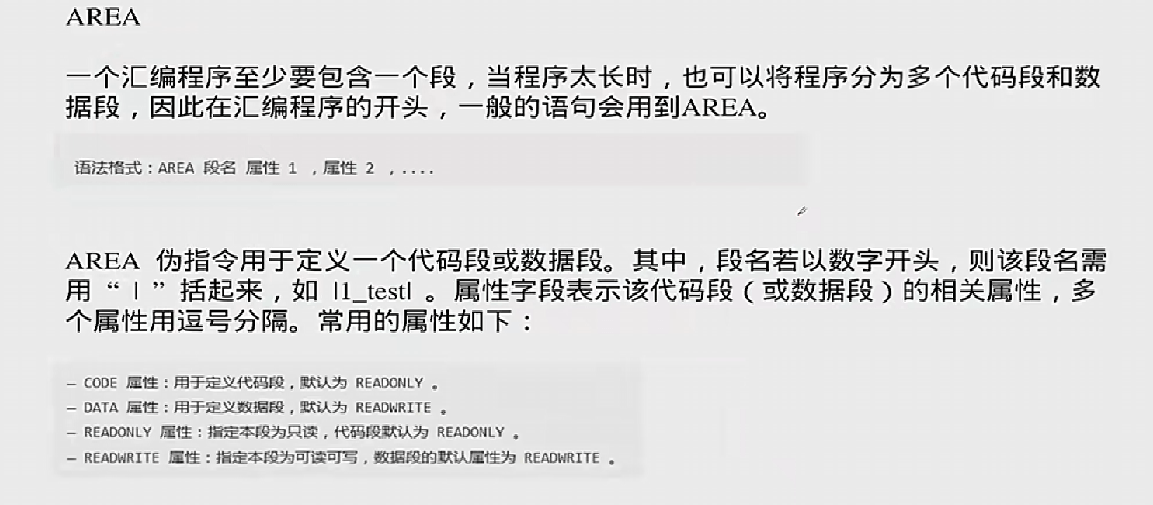 AREA
一个汇编程序至少要包含一个段，当程序太长时，也可以将程序分为多个代码段和数
据段，因此在汇编程序的开头，一般的语句会用到AREA。
语法格式：AREA 段名 属性 1 ，属性 2 ，....
AREA 伪指令用于定义一个代码段或数据段。其中，段名若以数字开头，则该段名需
用“|”括起来，如 |1_test| 。属性字段表示该代码段（或数据段）的相关属性，多
个属性用逗号分隔。常用的属性如下：
— CODE 属性：用于定义代码段，默认为 READONLY 。
— DATA 属性：用于定义数据段，默认为 READWRITE 。
— READONLY 属性：指定本段为只读，代码段默认为 READONLY 。
— READWRITE 属性：指定本段为可读可写，数据段的默认属性为 READWRITE 。